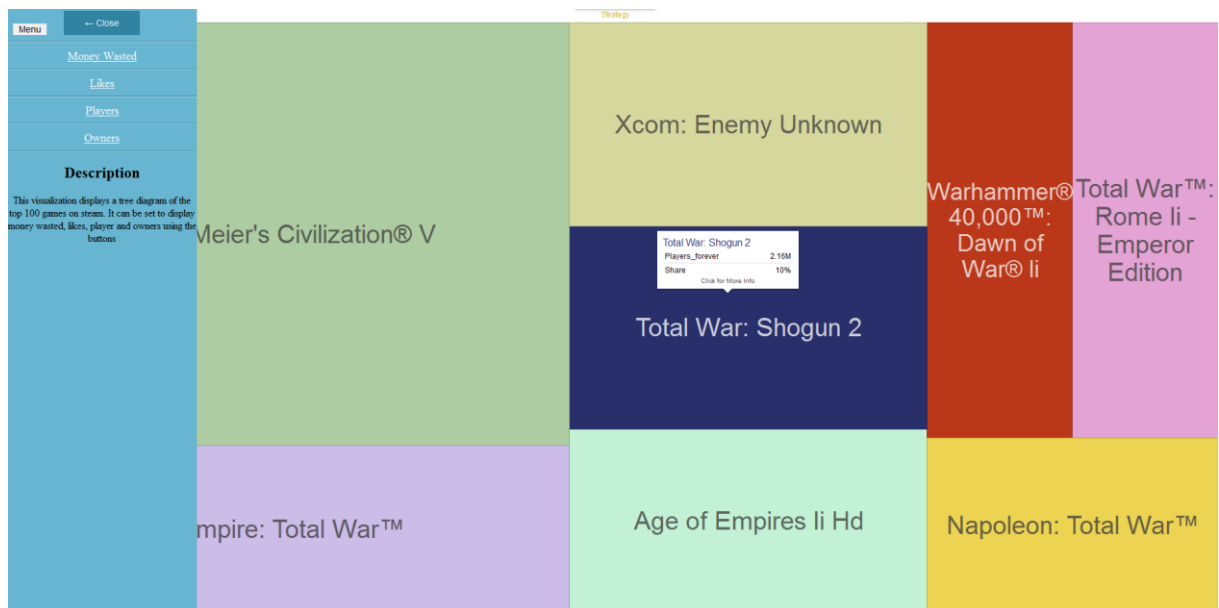 Strategy
Menu
← Close
Money Wasted
Likes
Players
Owners
Description
This visualization displays a tree diagram of the
top 100 games on steam. It can be set to display
money wasted, likes, player and owners using the
buttons
Meier's Civilization® V
mpire: Total War™
Xcom: Enemy Unknown
Total War: Shogun 2
Players_forever 2.16M
Share 10%
Click for More Info
Total War: Shogun 2
Age of Empires Ii Hd
Warhammer®
40,000™:
Dawn of
War® Ii
Total War™:
Rome Ii -
Emperor
Edition
Napoleon: Total War™